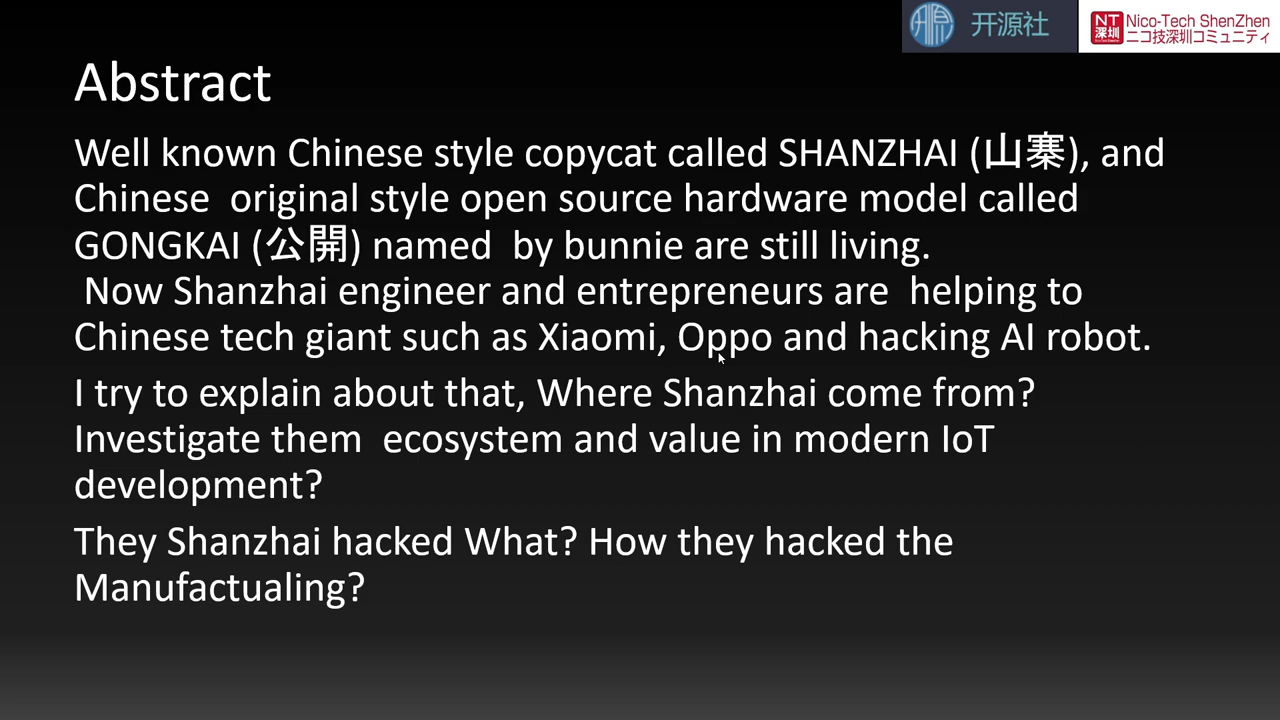 开源社
NT
深圳
Nico-Tech ShenZhen
ニコ技深圳コミュニティ
Abstract
Well known Chinese style copycat called SHANZHAI (山寨), and
Chinese  original style open source hardware model called
GONGKAI (公開) named  by bunnie are still living.
Now Shanzhai engineer and entrepreneurs are  helping to
Chinese tech giant such as Xiaomi, Oppo and hacking AI robot.
I try to explain about that, Where Shanzhai come from?
Investigate them  ecosystem and value in modern IoT
development?
They Shanzhai hacked What? How they hacked the
Manufactualing?